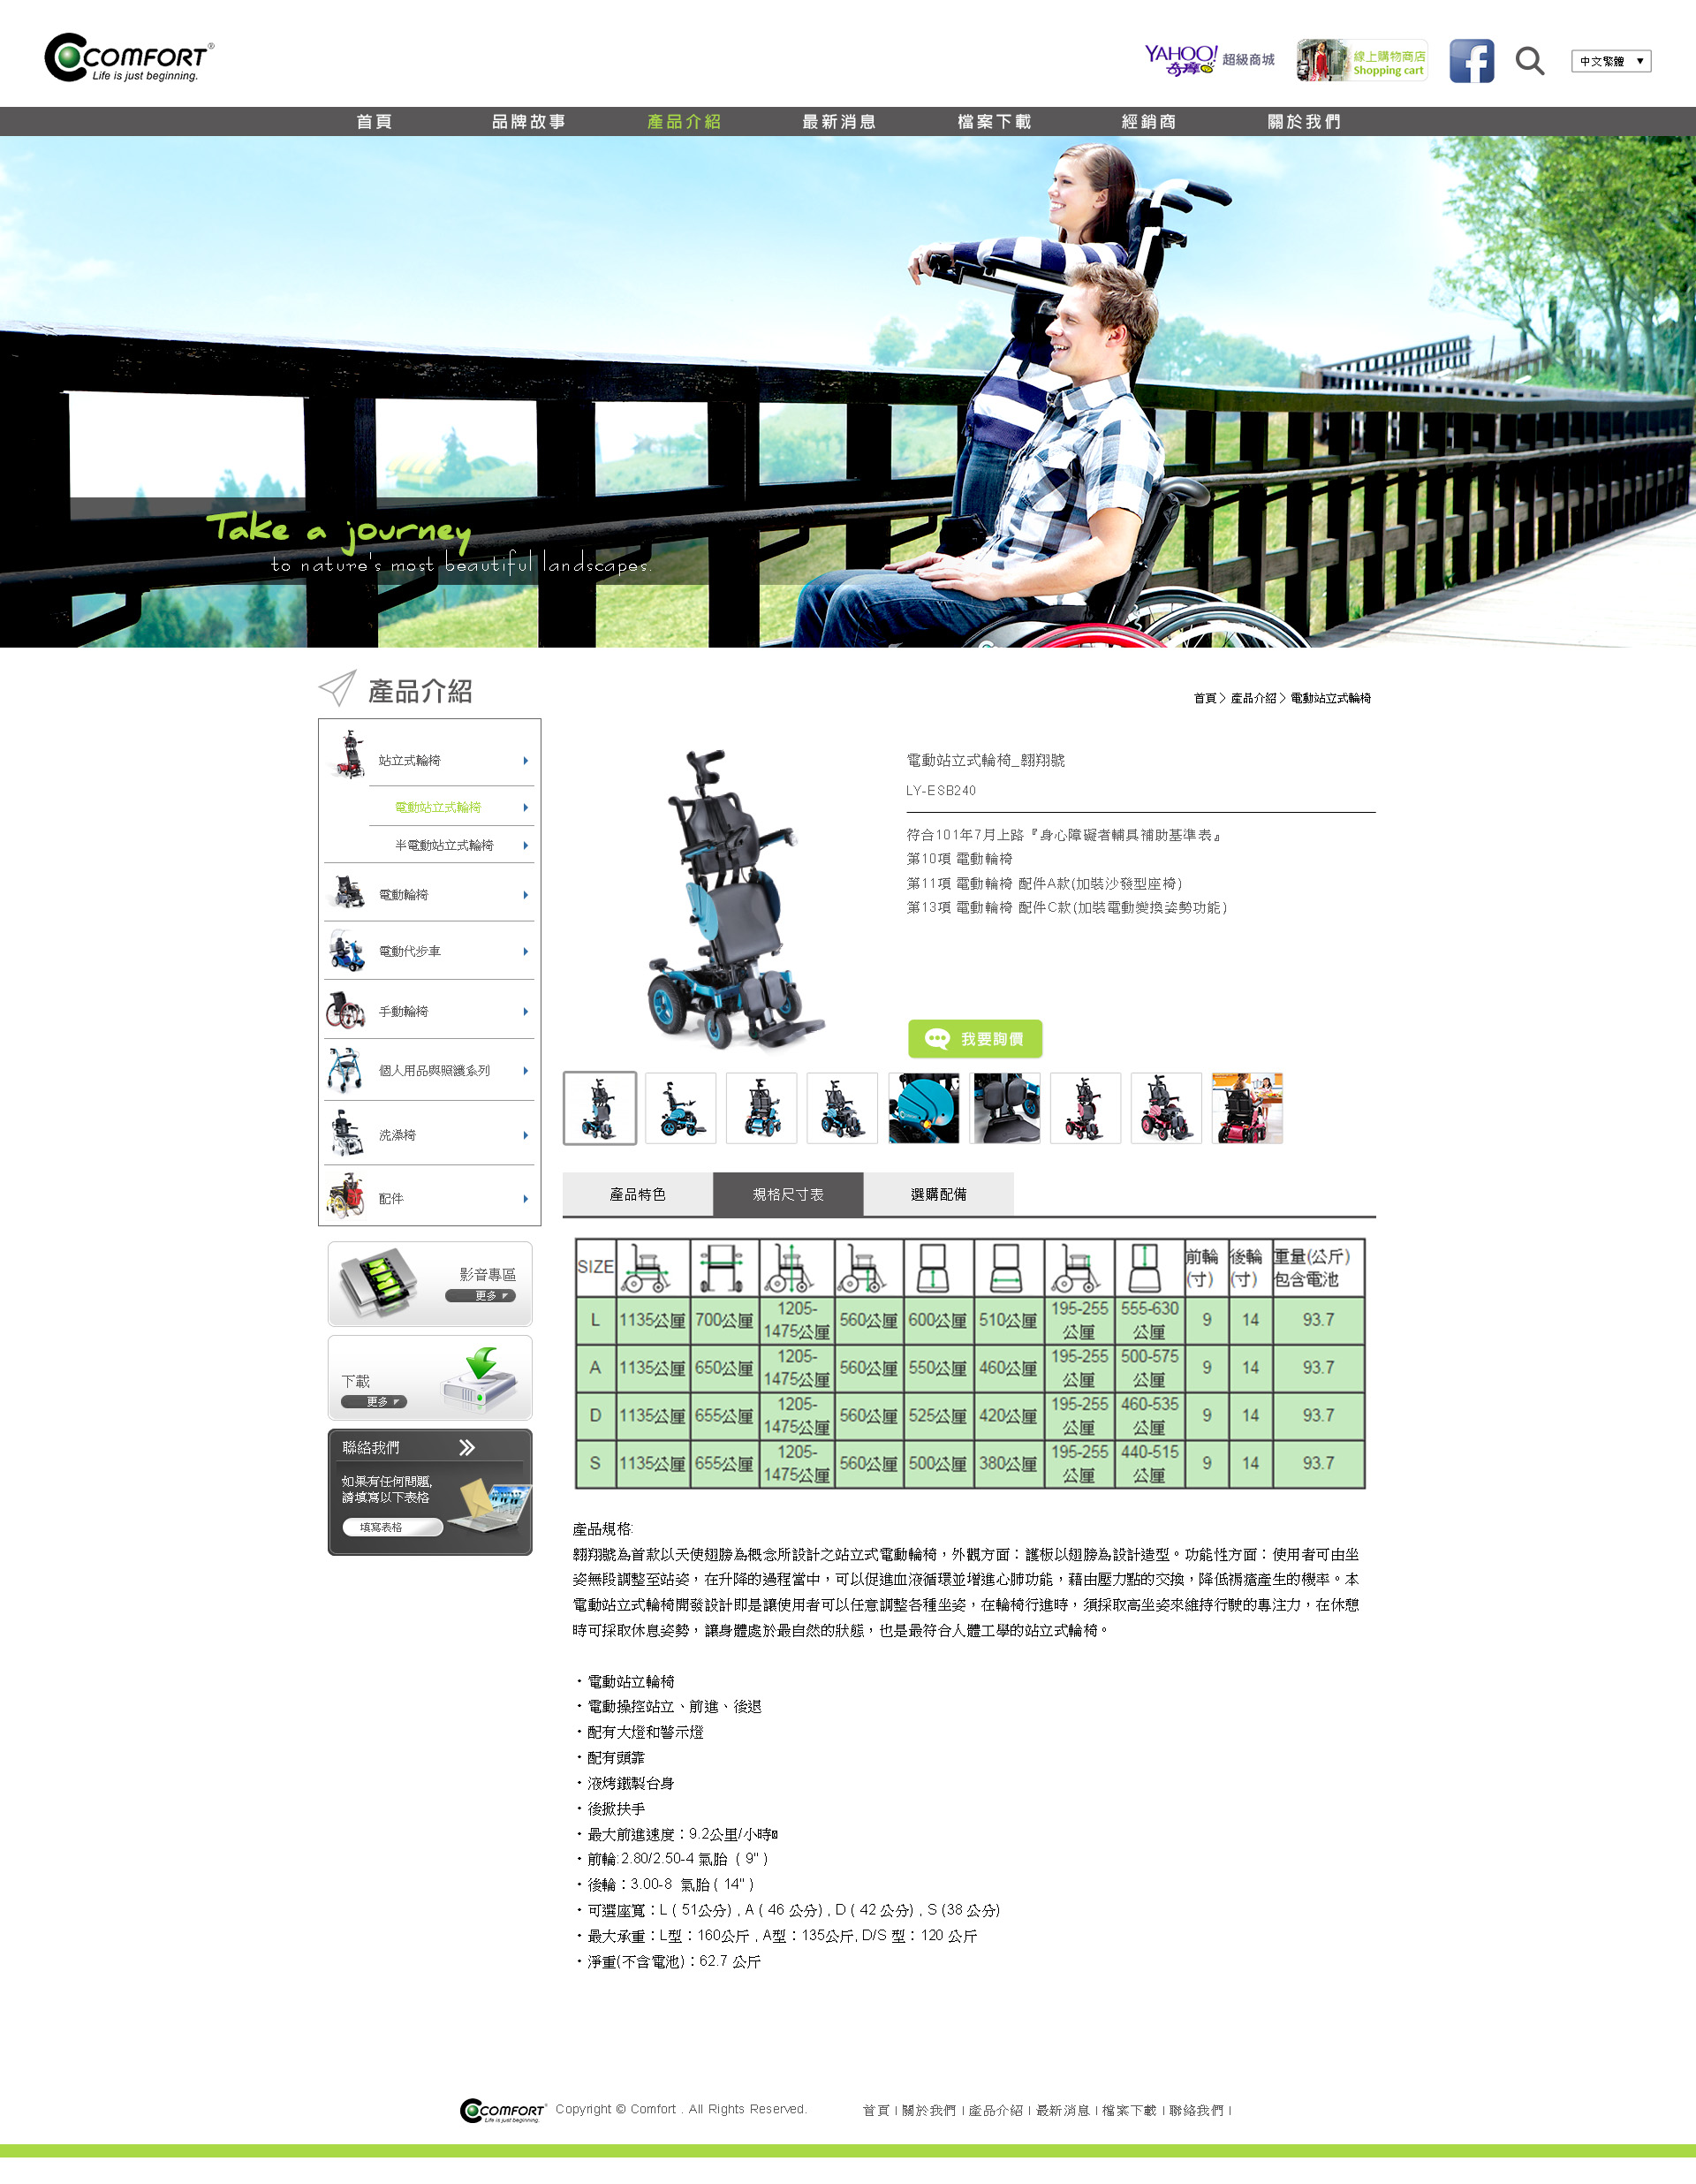 COMFORT®
Life is just beginning.
YAHOO!
奇摩
超級商城
線上購物商店
Shopping cart
中文繁體
首頁
品牌故事
產品介紹
最新消息
檔案下載
經銷商
關於我們
Take a journey
to nature's most beautiful landscapes.
產品介紹
首頁 > 產品介紹 > 電動站立式輪椅
站立式輪椅
電動站立式輪椅
半電動站立式輪椅
電動輪椅
電動代步車
手動輪椅
個人用品與照護系列
洗澡椅
配件
影音專區
更多
下載
更多
聯絡我們
如果有任何問題,
請填寫以下表格
填寫表格
電動站立式輪椅_翱翔號
LY-ESB240
符合101年7月上路『身心障礙者輔具補助基準表』
第10項 電動輪椅
第11項 電動輪椅 配件A款(加裝沙發型座椅)
第13項 電動輪椅 配件C款(加裝電動變換姿勢功能)
我要詢價
產品特色
規格尺寸表
選購配備
SIZE 前輪(寸) 後輪(寸) 重量(公斤)包含電池
L 1135公厘 700公厘 1205-1475公厘 560公厘 600公厘 510公厘 195-255公厘 555-630公厘 9 14 93.7
A 1135公厘 650公厘 1205-1475公厘 560公厘 550公厘 460公厘 195-255公厘 500-575公厘 9 14 93.7
D 1135公厘 655公厘 1205-1475公厘 560公厘 525公厘 420公厘 195-255公厘 460-535公厘 9 14 93.7
S 1135公厘 655公厘 1205-1475公厘 560公厘 500公厘 380公厘 195-255公厘 440-515公厘 9 14 93.7
產品規格:
翱翔號為首款以天使翅膀為概念所設計之站立式電動輪椅，外觀方面：護板以翅膀為設計造型。功能性方面：使用者可由坐
姿無段調整至站姿，在升降的過程當中，可以促進血液循環並增進心肺功能，藉由壓力點的交換，降低褥瘡產生的機率。本
電動站立式輪椅開發設計即是讓使用者可以任意調整各種坐姿，在輪椅行進時，須採取高坐姿來維持行駛的專注力，在休憩
時可採取休息姿勢，讓身體處於最自然的狀態，也是最符合人體工學的站立式輪椅。
・電動站立輪椅
・電動操控站立、前進、後退
・配有大燈和警示燈
・配有頭靠
・液烤鐵製台身
・後掀扶手
・最大前進速度：9.2公里/小時
・前輪:2.80/2.50-4 氣胎 ( 9" )
・後輪：3.00-8 氣胎 ( 14" )
・可選座寬：L ( 51公分) , A ( 46 公分) , D ( 42 公分) , S (38 公分)
・最大承重：L型：160公斤 , A型：135公斤, D/S 型：120 公斤
・淨重(不含電池)：62.7 公斤
COMFORT®
Life is just beginning.
Copyright © Comfort . All Rights Reserved.
首頁 | 關於我們 | 產品介紹 | 最新消息 | 檔案下載 | 聯絡我們 |